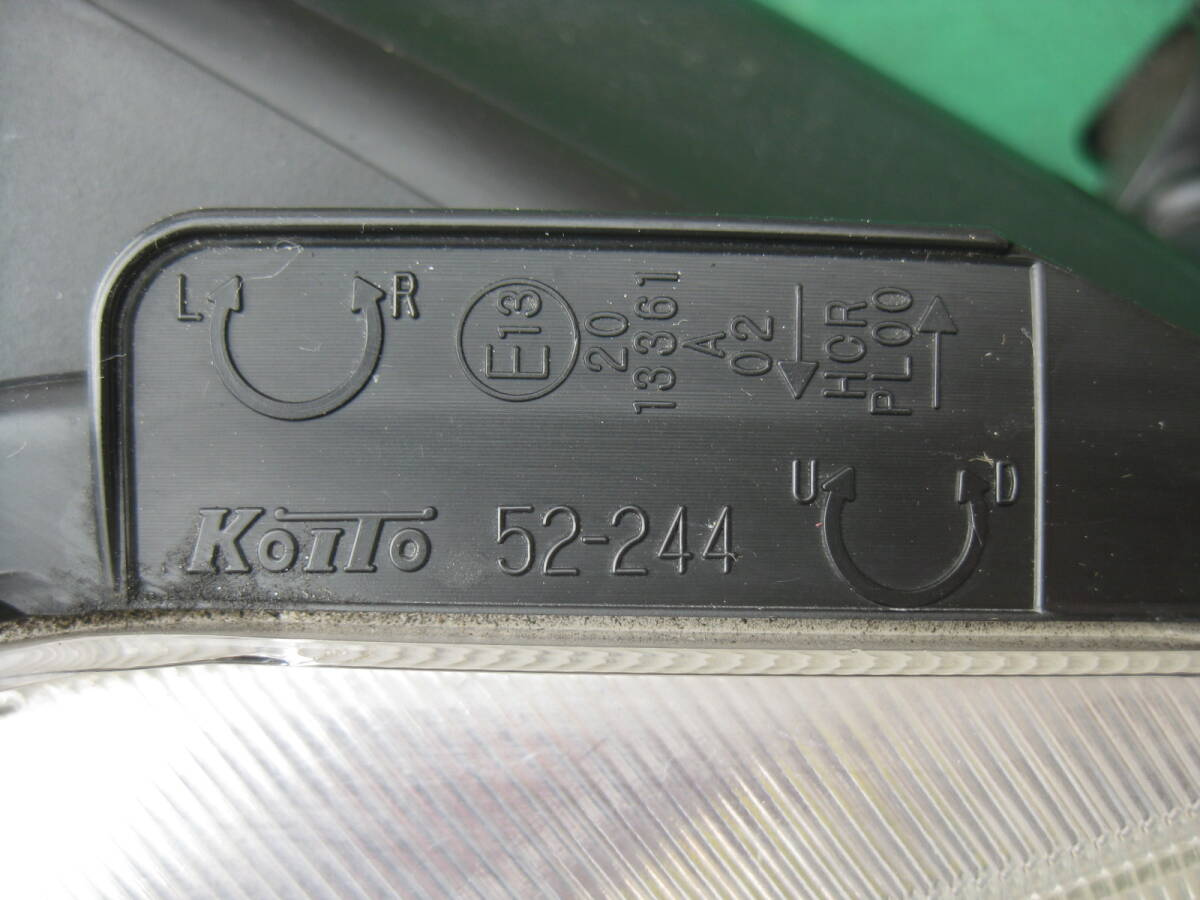 L R
E13
20
13361
A
02
HCR
PL00
U D
KOITO 52-244